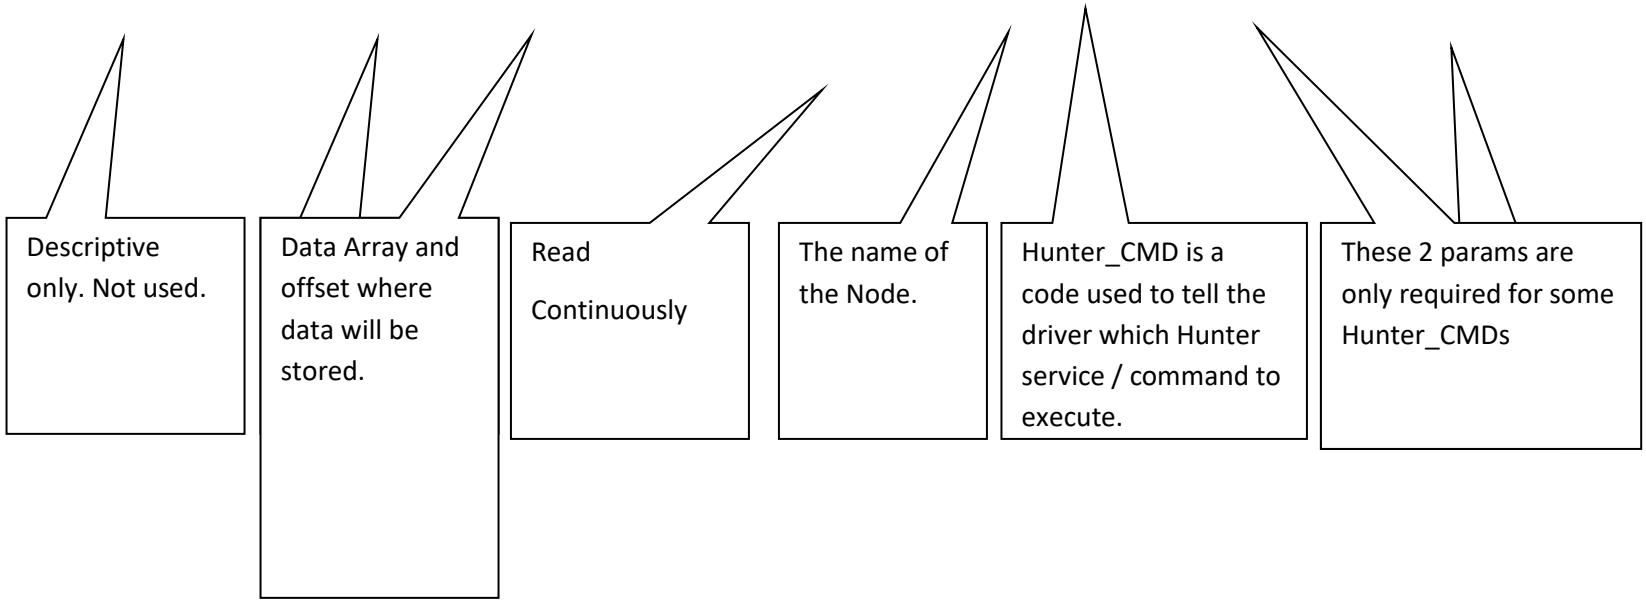 Descriptive
only. Not used.
Data Array and
offset where
data will be
stored.
Read
Continuously
The name of
the Node.
Hunter_CMD is a
code used to tell the
driver which Hunter
service / command to
execute.
These 2 params are
only required for some
Hunter_CMDs